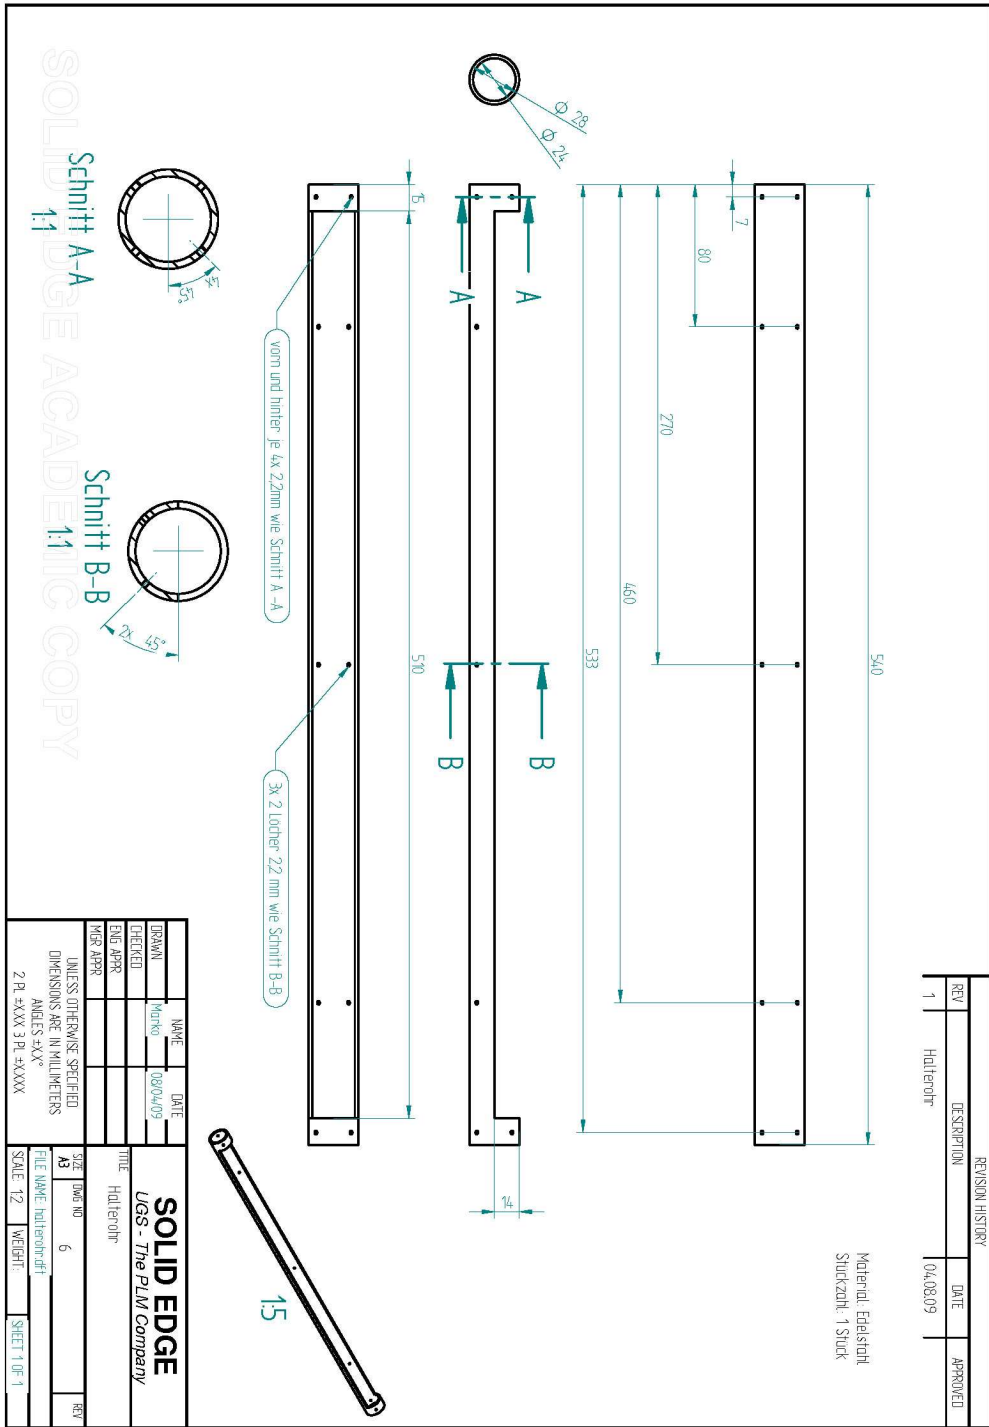 REVISION HISTORY
REV DESCRIPTION DATE APPROVED
1 Halterohr 04.08.09
Material: Edelstahl
Stückzahl: 1 Stück
540
7
80
270
460
533
Ø 28
Ø 24
A
A
B
B
14
15
510
vorn und hinter je 4x 2,2mm wie Schnitt A -A
3x 2 Löcher 2,2 mm wie Schnitt B-B
4x 45°
Schnitt A-A
1:1
2x 45°
Schnitt B-B
1:1
SOLID EDGE ACADEMIC COPY
1:5
NAME DATE
DRAWN Marko 08/04/09
CHECKED
ENG APPR
MGR APPR
UNLESS OTHERWISE SPECIFIED
DIMENSIONS ARE IN MILLIMETERS
ANGLES ±X.X°
2 PL ±X.XX 3 PL ±X.XXX
SOLID EDGE
UGS - The PLM Company
TITLE
Halterohr
SIZE DWG NO REV
A3 6
FILE NAME: halterohr.dft
SCALE: 1:2 WEIGHT: SHEET 1 OF 1